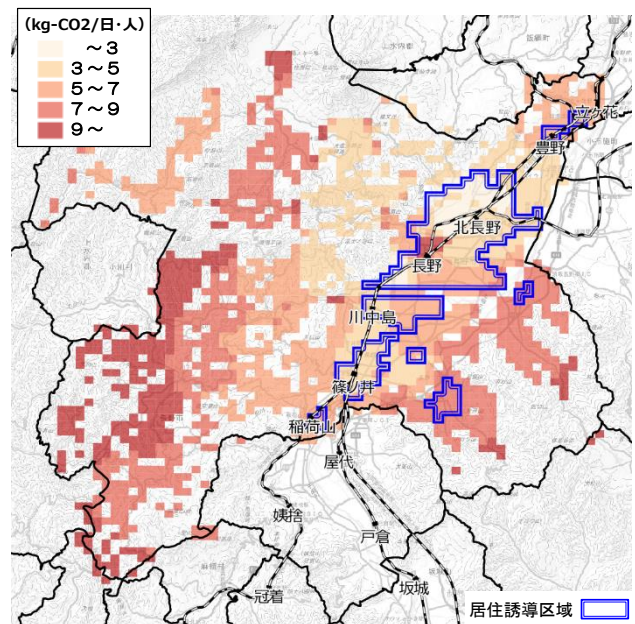 (kg-CO2/日・人)
～3
3～5
5～7
7～9
9～
立ヶ花
豊野
北長野
長野
川中島
篠ノ井
稲荷山
屋代
姨捨
戸倉
坂城
冠着
居住誘導区域